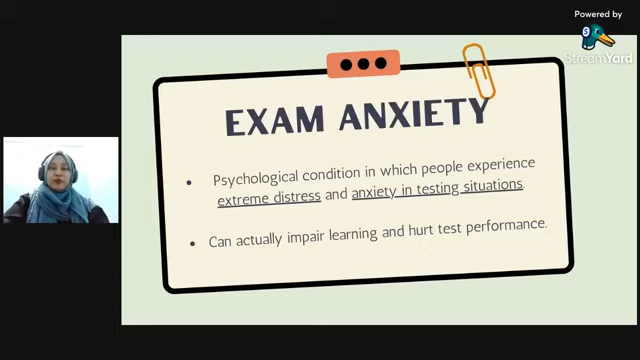 Powered by
StreamYard
EXAM ANXIETY
Psychological condition in which people experience
extreme distress and anxiety in testing situations.
Can actually impair learning and hurt test performance.